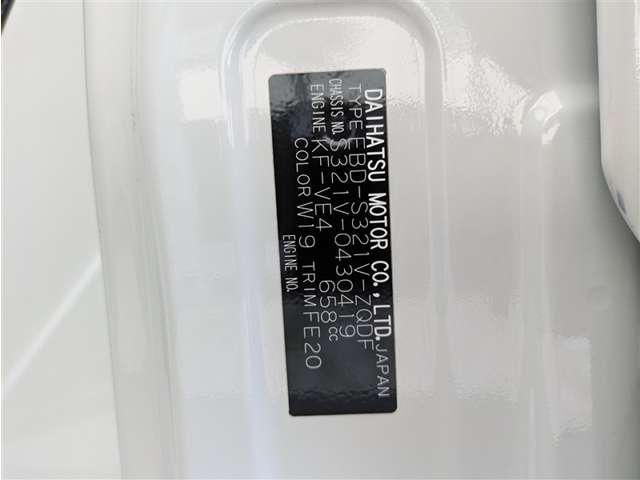 DAIHATSU MOTOR CO.,LTD.JAPAN
TYPE EBD-S321V-ZQDF
CHASSIS NO. S321V-0430419
ENGINE KF-VE4 658cc
COLOR W19 TRIM FE20
ENGINE NO.